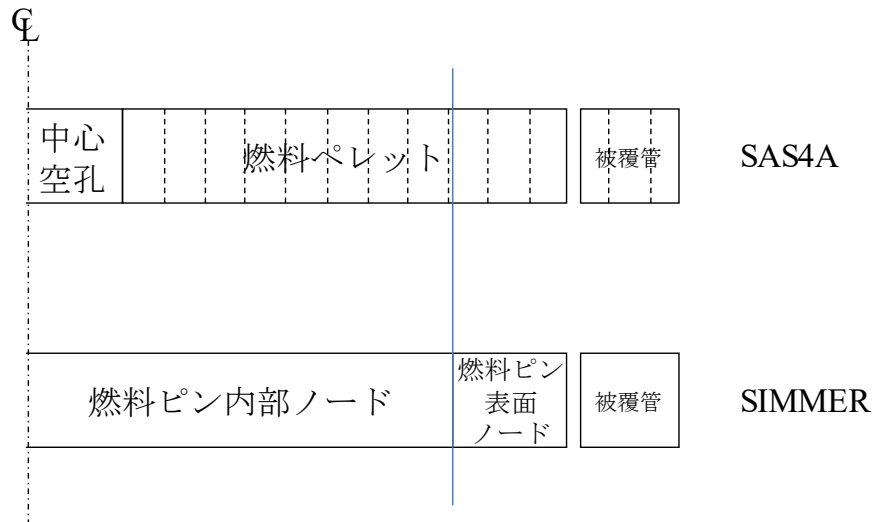 ℄
中心
空孔
燃料ペレット
被覆管
SAS4A
燃料ピン内部ノード
燃料ピン
表面
ノード
被覆管
SIMMER